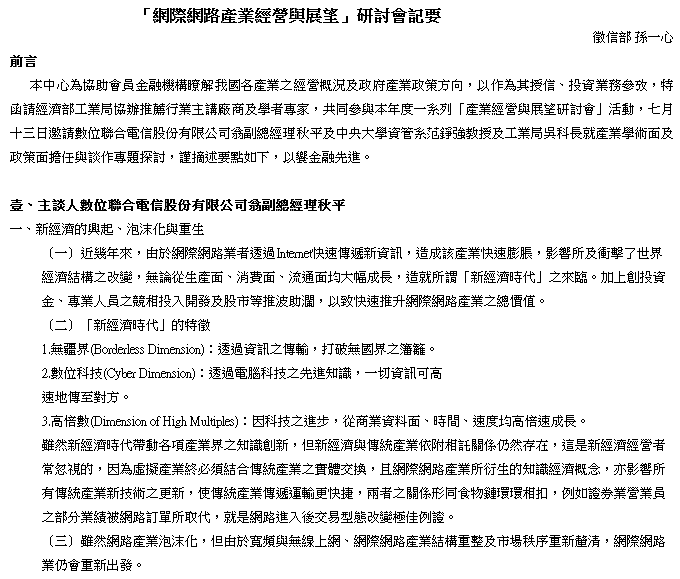 「網際網路產業經營與展望」研討會記要
徵信部 孫一心
前言
本中心為協助會員金融機構瞭解我國各產業之經營概況及政府產業政策方向，以作為其授信、投資業務參攷，特
函請經濟部工業局協辦推薦行業主講廠商及學者專家，共同參與本年度一系列「產業經營與展望研討會」活動，七月
十三日邀請數位聯合電信股份有限公司翁副總經理秋平及中央大學資管系范錚強教授及工業局吳科長就產業學術面及
政策面擔任與談作專題探討，謹摘述要點如下，以饗金融先進。
壹、主談人數位聯合電信股份有限公司翁副總經理秋平
一、新經濟的興起、泡沫化與重生
（一）近幾年來，由於網際網路業者透過Internet快速傳遞新資訊，造成該產業快速膨脹，影響所及衝擊了世界
經濟結構之改變，無論從生產面、消費面、流通面均大幅成長，造就所謂「新經濟時代」之來臨。加上創投資
金、專業人員之競相投入開發及股市等推波助瀾，以致快速推升網際網路產業之總價值。
（二）「新經濟時代」的特徵
1.無疆界(Borderless Dimension)：透過資訊之傳輸，打破無國界之藩籬。
2.數位科技(Cyber Dimension)：透過電腦科技之先進知識，一切資訊可高
速地傳至對方。
3.高倍數(Dimension of High Multiples)：因科技之進步，從商業資料面、時間、速度均高倍速成長。
雖然新經濟時代帶動各項產業界之知識創新，但新經濟與傳統產業依附相託關係仍然存在，這是新經濟經營者
常忽視的，因為虛擬產業終必須結合傳統產業之實體交換，且網際網路產業所衍生的知識經濟概念，亦影響所
有傳統產業新技術之更新，使傳統產業傳遞運輸更快捷，兩者之關係形同食物鏈環環相扣，例如證券業營業員
之部分業績被網路訂單所取代，就是網路進入後交易型態改變極佳例證。
（三）雖然網路產業泡沫化，但由於寬頻與無線上網、網際網路產業結構重整及市場秩序重新釐清，網際網路
業仍會重新出發。